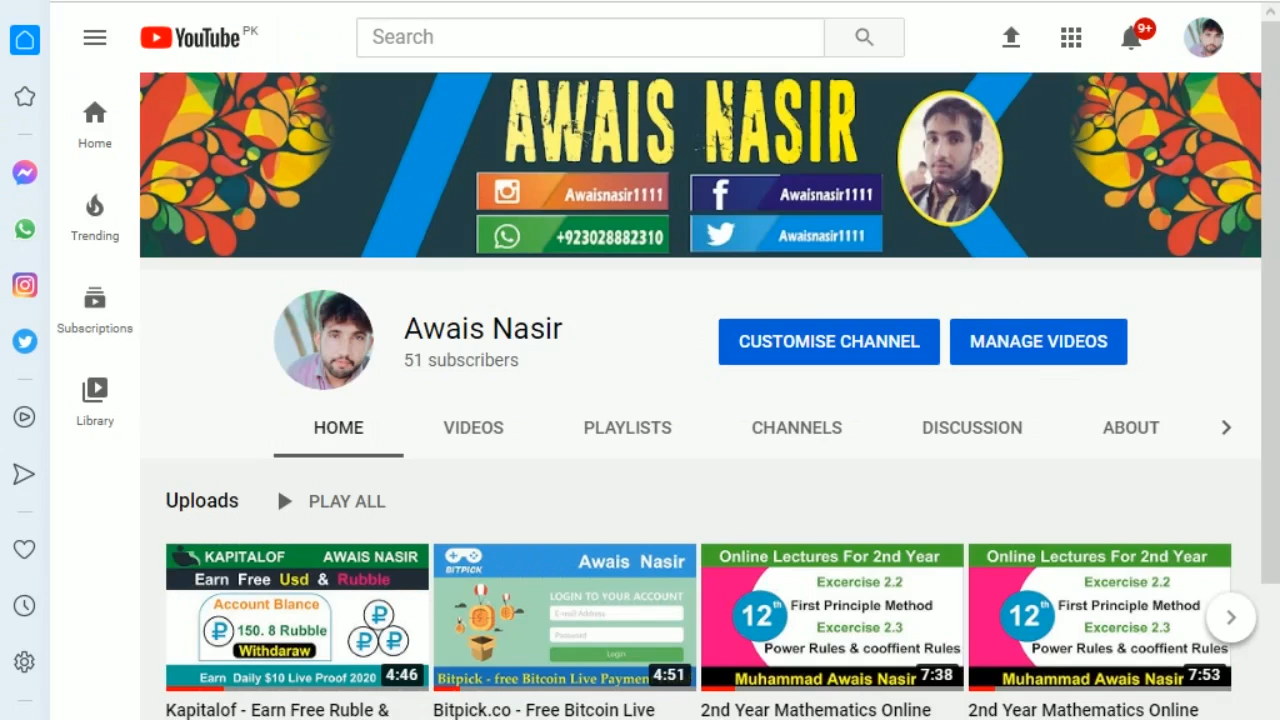 YouTube PK
Search
9+
Home
Trending
Subscriptions
Library
AWAIS NASIR
Awaisnasir1111
Awaisnasir1111
+923028882310
Awaisnasir1111
Awais Nasir
51 subscribers
CUSTOMISE CHANNEL
MANAGE VIDEOS
HOME
VIDEOS
PLAYLISTS
CHANNELS
DISCUSSION
ABOUT
Uploads
PLAY ALL
KAPITALOF AWAIS NASIR
Earn Free Usd & Rubble
Account Blance
150. 8 Rubble
Withdaraw
Earn Daily $10 Live Proof 2020
4:46
Kapitalof - Earn Free Ruble &
BITPICK
Awais Nasir
LOGIN TO YOUR ACCOUNT
E-mail Address
Password
Login
Bitpick - free Bitcoin Live Paymen
4:51
Bitpick.co - Free Bitcoin Live
Online Lectures For 2nd Year
Excercise 2.2
12th
First Principle Method
Excercise 2.3
Power Rules & cooffient Rules
Muhammad Awais Nasir
7:38
2nd Year Mathematics Online
Online Lectures For 2nd Year
Excercise 2.2
12th
First Principle Method
Excercise 2.3
Power Rules & cooffient Rules
Muhammad Awais Nasir
7:53
2nd Year Mathematics Online